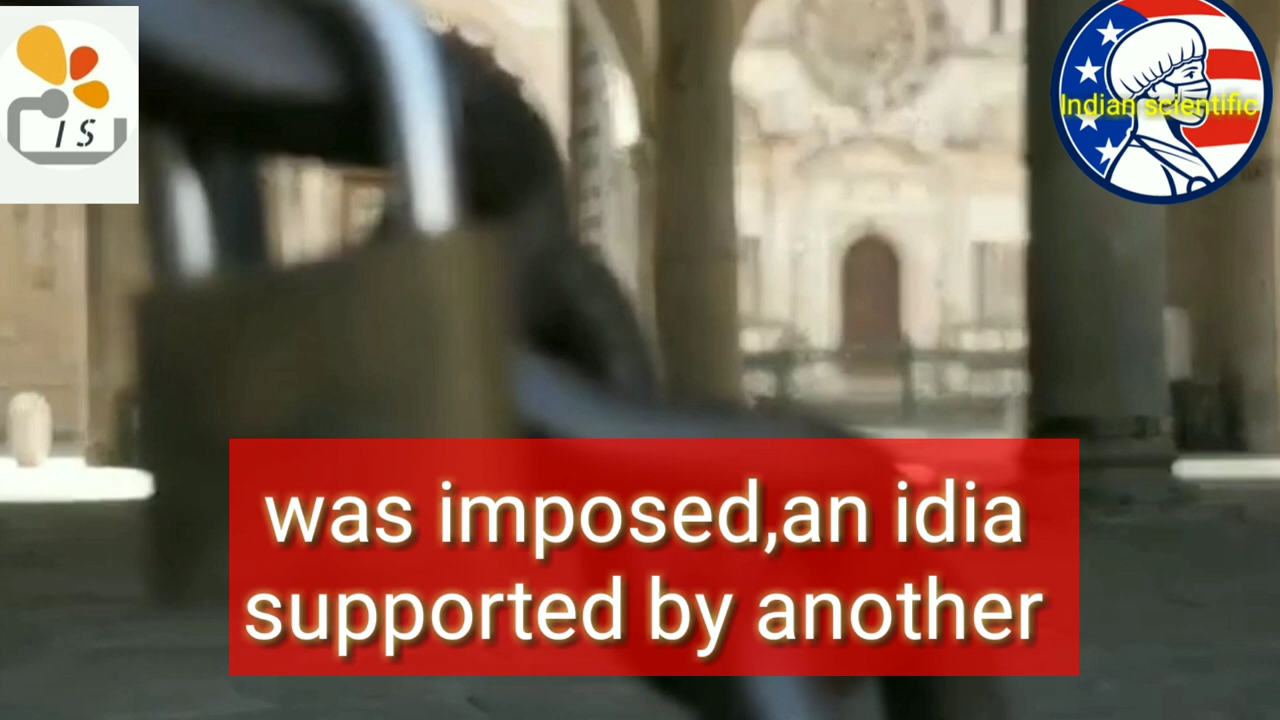 IS
Indian scientific
was imposed,an idia
supported by another